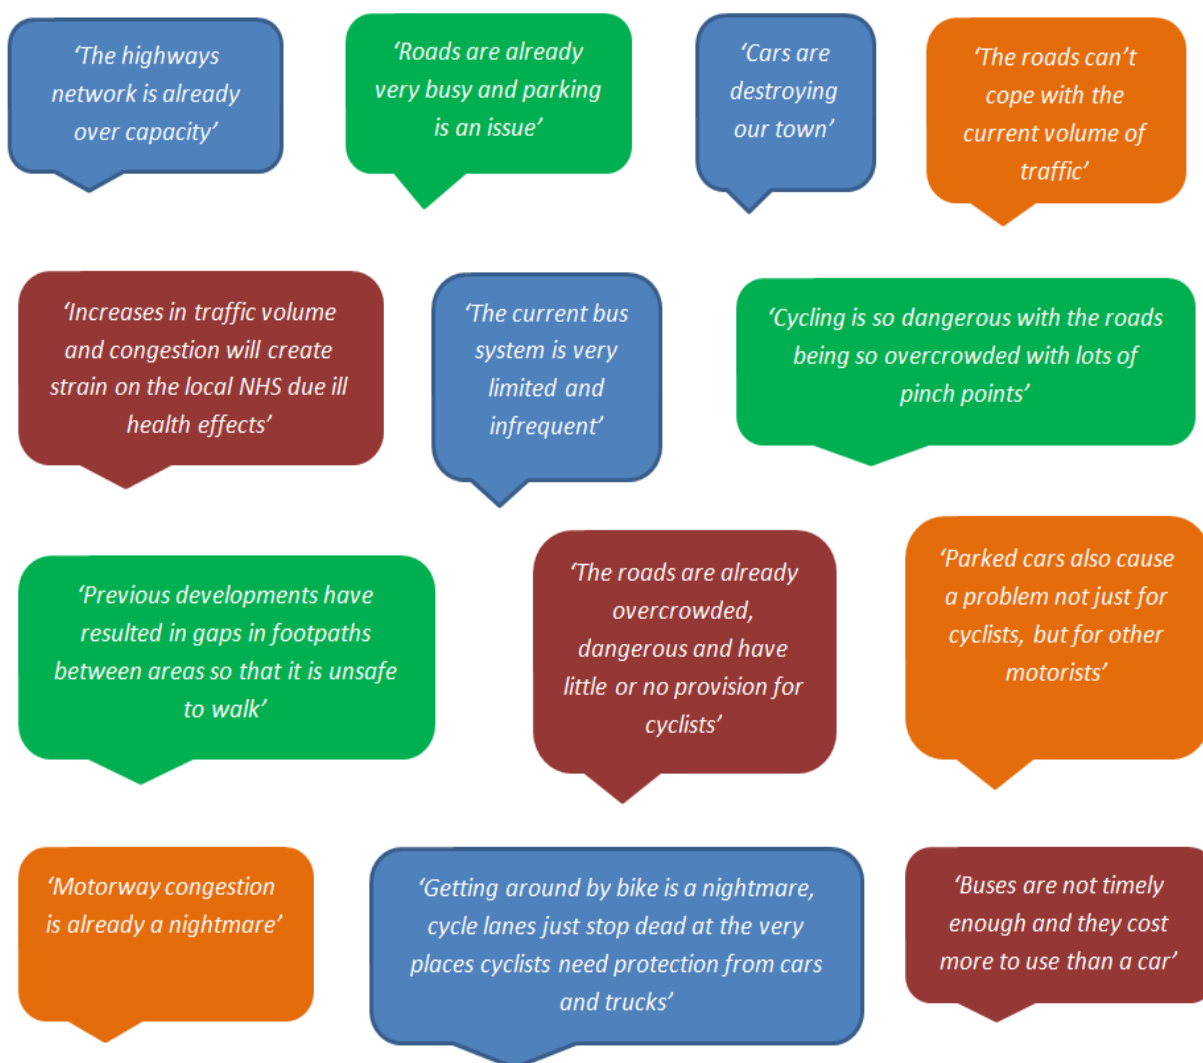 ‘The highways
network is already
over capacity’
‘Roads are already
very busy and parking
is an issue’
‘Cars are
destroying
our town’
‘The roads can’t
cope with the
current volume of
traffic’
‘Increases in traffic volume
and congestion will create
strain on the local NHS due ill
health effects’
‘The current bus
system is very
limited and
infrequent’
‘Cycling is so dangerous with the roads
being so overcrowded with lots of
pinch points’
‘Previous developments have
resulted in gaps in footpaths
between areas so that it is unsafe
to walk’
‘The roads are already
overcrowded,
dangerous and have
little or no provision for
cyclists’
‘Parked cars also cause
a problem not just for
cyclists, but for other
motorists’
‘Motorway congestion
is already a nightmare’
‘Getting around by bike is a nightmare,
cycle lanes just stop dead at the very
places cyclists need protection from cars
and trucks’
‘Buses are not timely
enough and they cost
more to use than a car’